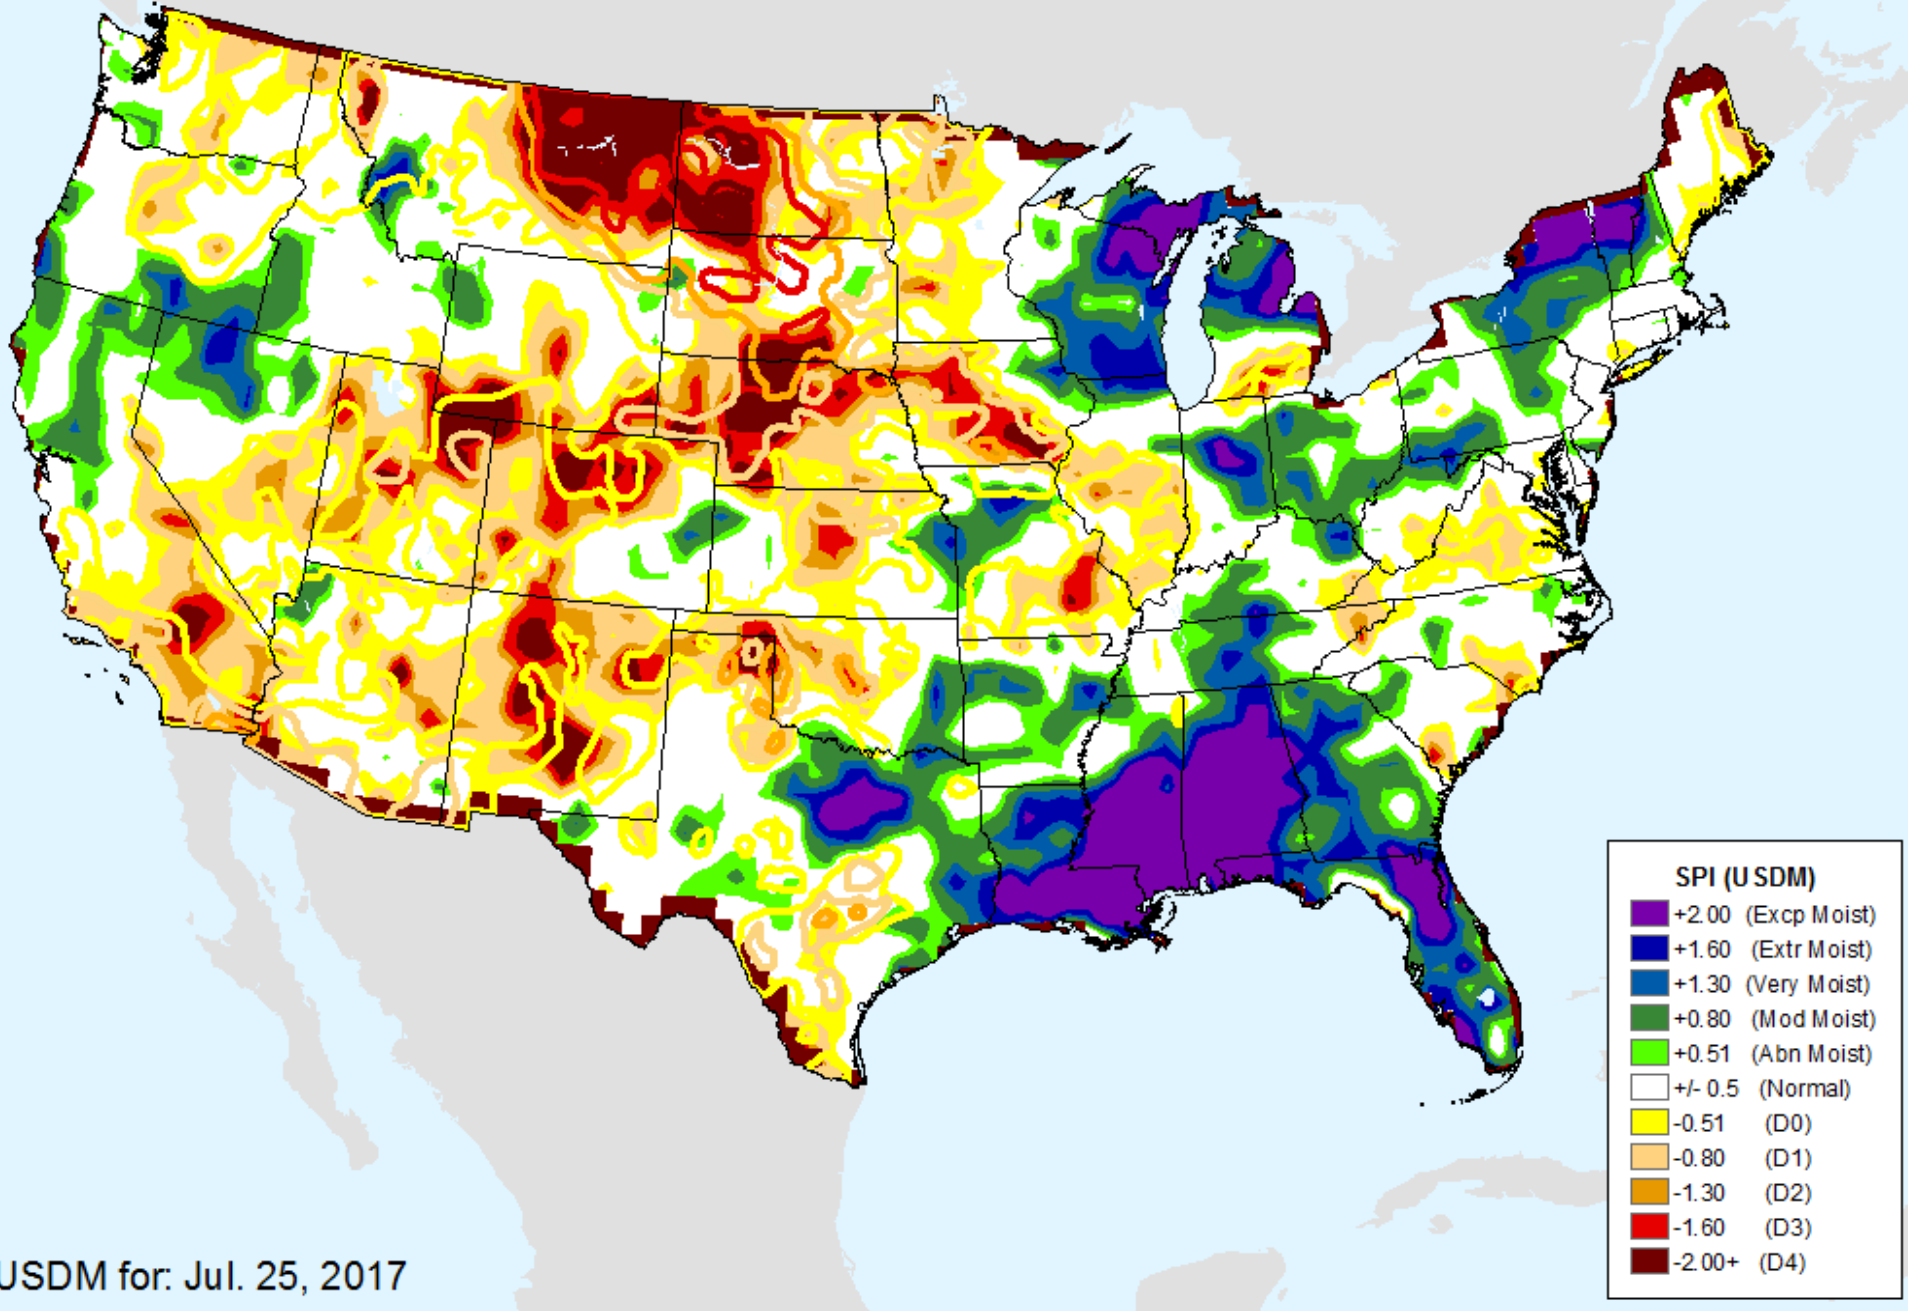 SPI (USDM)
+2.00 (Excp Moist)
+1.60 (Extr Moist)
+1.30 (Very Moist)
+0.80 (Mod Moist)
+0.51 (Abn Moist)
+/- 0.5 (Normal)
-0.51 (D0)
-0.80 (D1)
-1.30 (D2)
-1.60 (D3)
-2.00+ (D4)
USDM for: Jul. 25, 2017